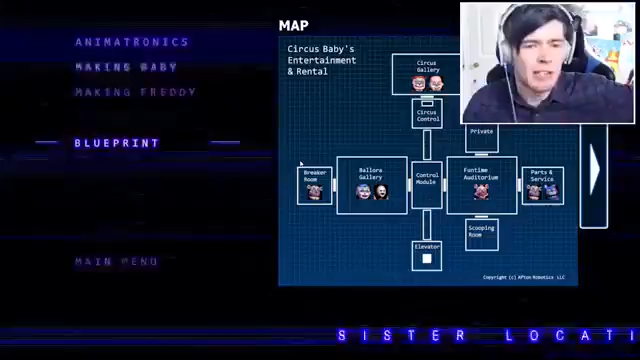 MAP
ANIMATRONICS
MAKING BABY
MAKING FREDDY
BLUEPRINT
MAIN MENU
Circus Baby's
Entertainment
& Rental
Circus
Gallery
Circus
Control
Private
Breaker
Room
Ballora
Gallery
Control
Module
Funtime
Auditorium
Parts &
Service
Scooping
Room
Elevator
Copyright (c) Afton Robotics LLC
SISTER LOCATI